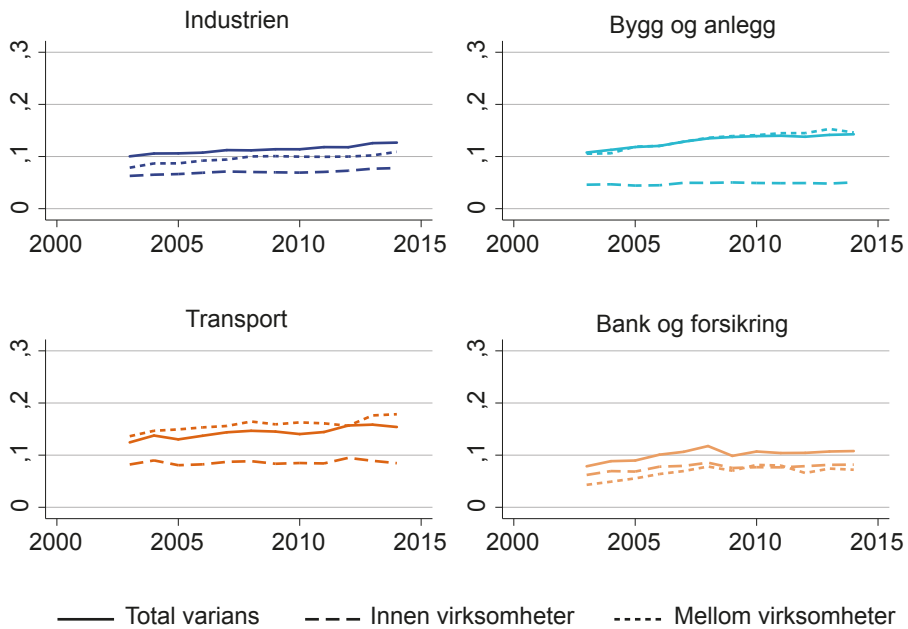 Industrien
Bygg og anlegg
,3
,2
,1
0
2000 2005 2010 2015
,3
,2
,1
0
2000 2005 2010 2015
Transport
Bank og forsikring
,3
,2
,1
0
2000 2005 2010 2015
,3
,2
,1
0
2000 2005 2010 2015
Total varians Innen virksomheter Mellom virksomheter